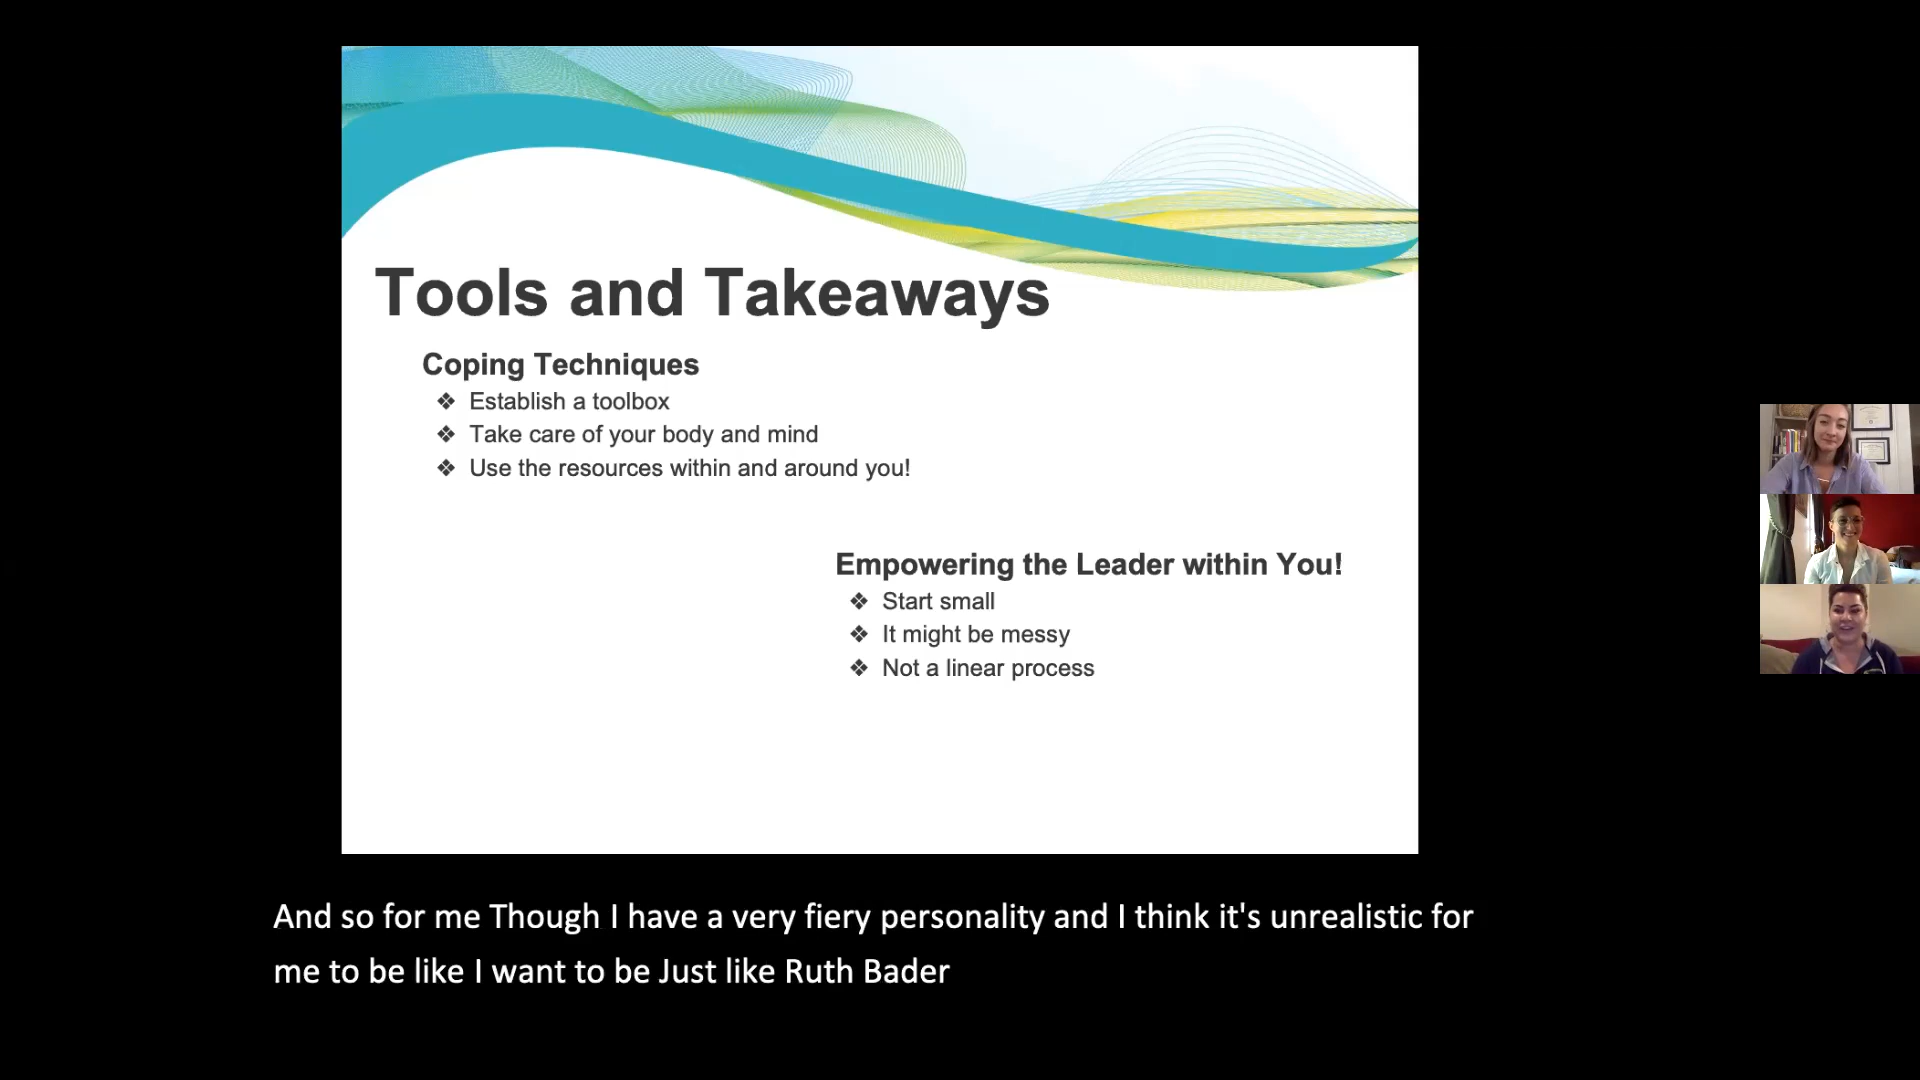 Tools and Takeaways
Coping Techniques
❖ Establish a toolbox
❖ Take care of your body and mind
❖ Use the resources within and around you!
Empowering the Leader within You!
❖ Start small
❖ It might be messy
❖ Not a linear process
And so for me Though I have a very fiery personality and I think it's unrealistic for
me to be like I want to be Just like Ruth Bader